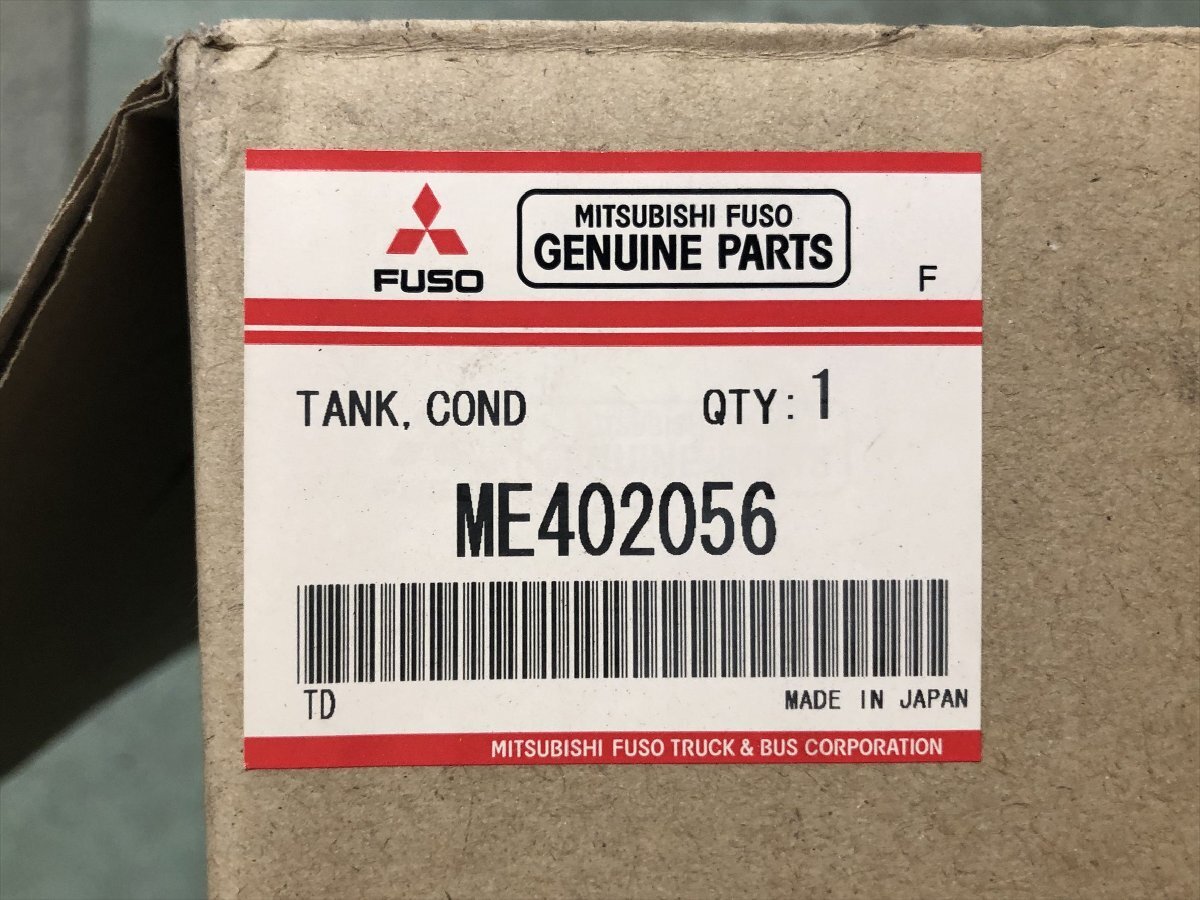 MITSUBISHI FUSO
GENUINE PARTS
FUSO
F
TANK, COND QTY: 1
ME402056
TD MADE IN JAPAN
MITSUBISHI FUSO TRUCK & BUS CORPORATION